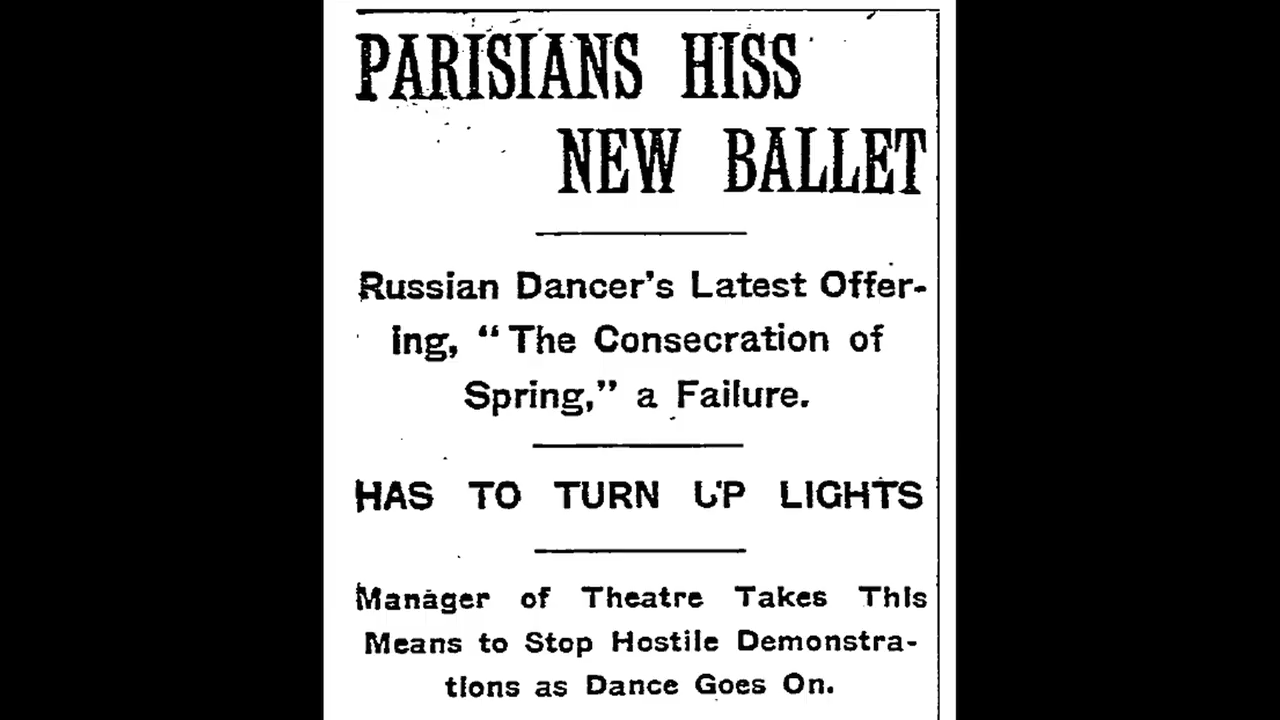 PARISIANS HISS
NEW BALLET
Russian Dancer's Latest Offer-
ing, "The Consecration of
Spring," a Failure.
HAS TO TURN UP LIGHTS
Manager of Theatre Takes This
Means to Stop Hostile Demonstra-
tions as Dance Goes On.